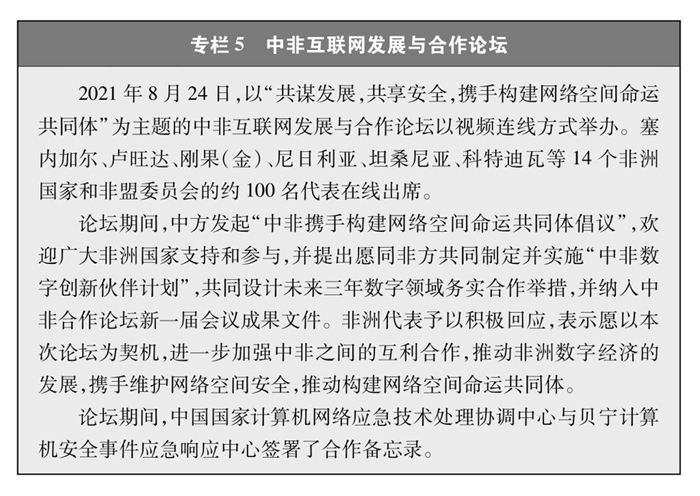 专栏 5 中非互联网发展与合作论坛
2021 年 8 月 24 日,以“共谋发展,共享安全,携手构建网络空间命运
共同体”为主题的中非互联网发展与合作论坛以视频连线方式举办。塞
内加尔、卢旺达、刚果(金)、尼日利亚、坦桑尼亚、科特迪瓦等 14 个非洲
国家和非盟委员会的约 100 名代表在线出席。
论坛期间,中方发起“中非携手构建网络空间命运共同体倡议”,欢
迎广大非洲国家支持和参与,并提出愿同非方共同制定并实施“中非数
字创新伙伴计划”,共同设计未来三年数字领域务实合作举措,并纳入中
非合作论坛新一届会议成果文件。非洲代表予以积极回应,表示愿以本
次论坛为契机,进一步加强中非之间的互利合作,推动非洲数字经济的
发展,携手维护网络空间安全,推动构建网络空间命运共同体。
论坛期间,中国国家计算机网络应急技术处理协调中心与贝宁计算
机安全事件应急响应中心签署了合作备忘录。